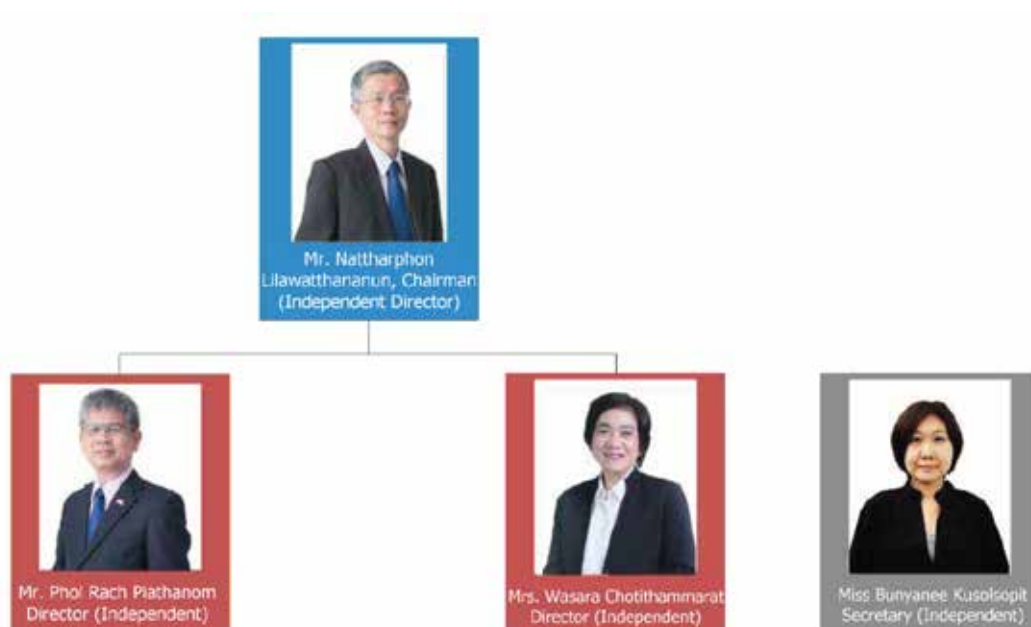 Mr. Nattharphon
Lilawatthananun, Chairman
(Independent Director)
Mr. Phol Rach Plathanom
Director (Independent)
Mrs. Wasara Chotithammarat
Director (Independent)
Miss Bunyanee Kusolsopit
Secretary (Independent)